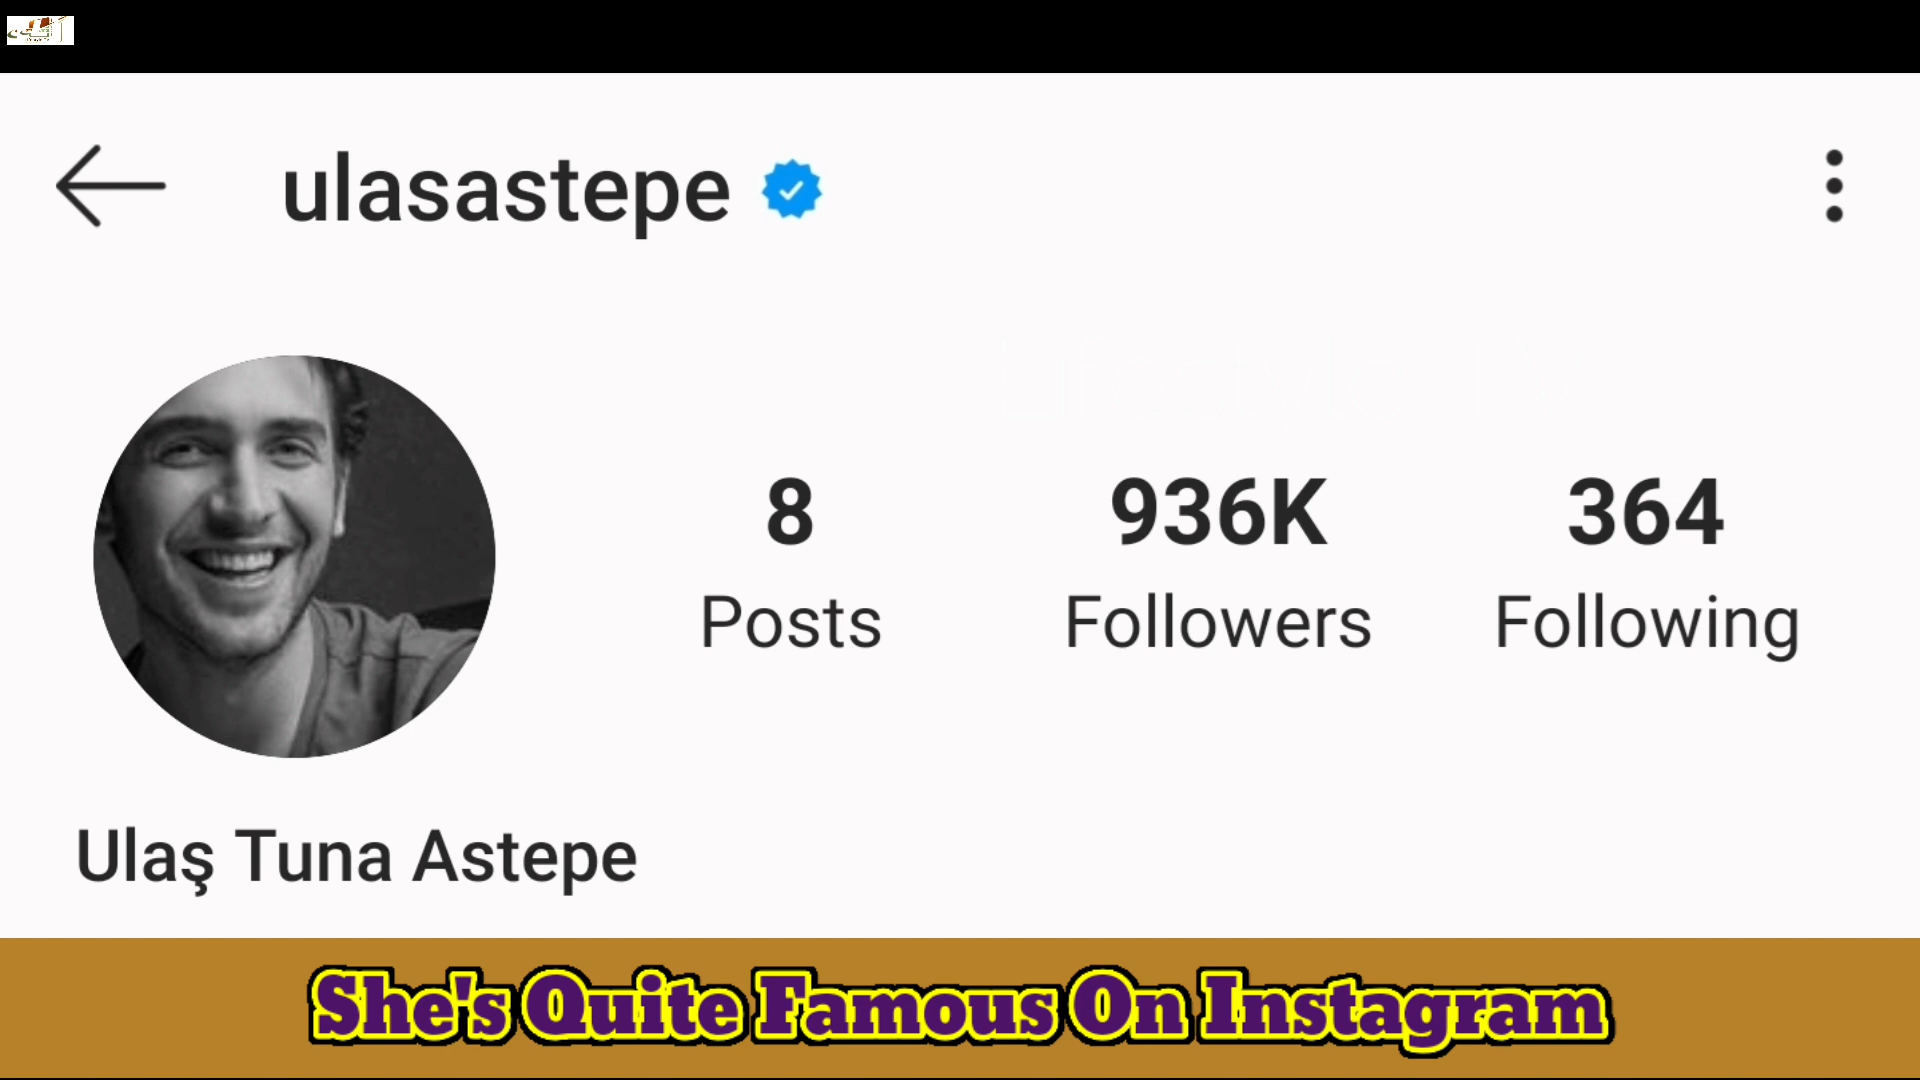 ulasastepe
8 936K 364
Posts Followers Following
Ulaş Tuna Astepe
She's Quite Famous On Instagram